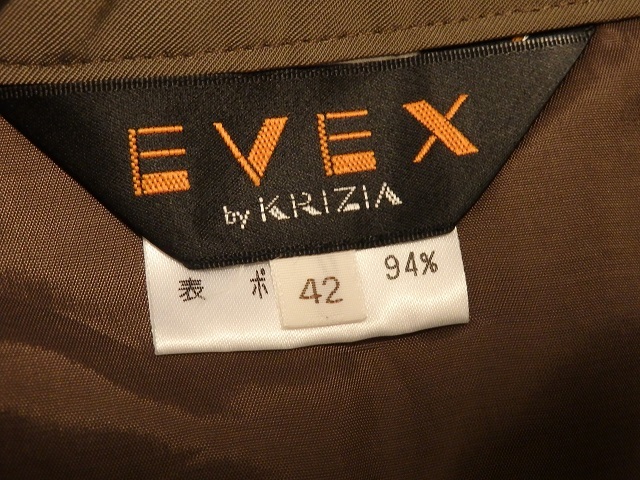 EVEX
by KRIZIA
表 ポ 42 94%